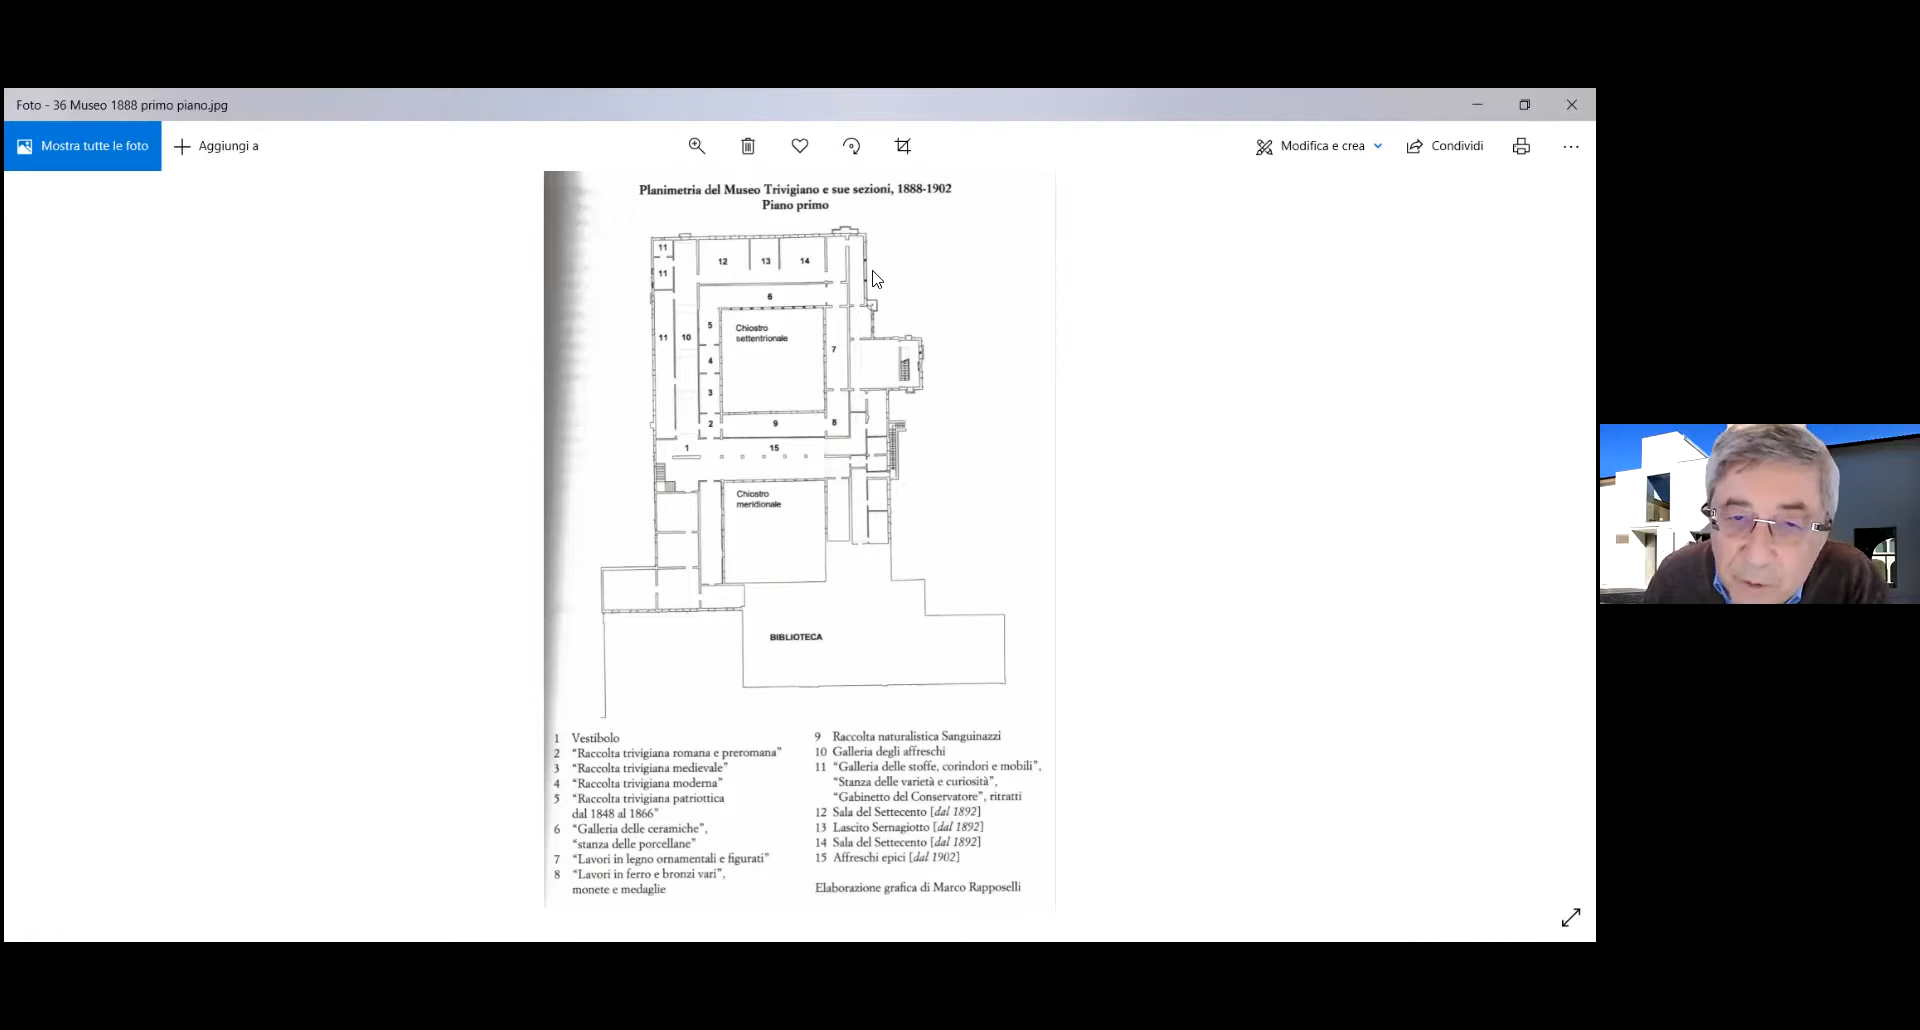 Foto - 36 Museo 1888 primo piano.jpg
Mostra tutte le foto
Aggiungi a
Modifica e crea
Condividi
Planimetria del Museo Trivigiano e sue sezioni, 1888-1902
Piano primo
11
12 13 14
11
6
5
Chiostro
settentrionale
11 10
7
4
3
2 9 8
1 15
Chiostro
meridionale
BIBLIOTECA
1 Vestibolo
2 “Raccolta trivigiana romana e preromana”
3 “Raccolta trivigiana medievale”
4 “Raccolta trivigiana moderna”
5 “Raccolta trivigiana patriottica
dal 1848 al 1866”
6 “Galleria delle ceramiche”,
“stanza delle porcellane”
7 “Lavori in legno ornamentali e figurati”
8 “Lavori in ferro e bronzi vari”,
monete e medaglie
9 Raccolta naturalistica Sanguinazzi
10 Galleria degli affreschi
11 “Galleria delle stoffe, corindori e mobili”,
“Stanza delle varietà e curiosità”,
“Gabinetto del Conservatore”, ritratti
12 Sala del Settecento [dal 1892]
13 Lascito Sernagiotto [dal 1892]
14 Sala del Settecento [dal 1892]
15 Affreschi epici [dal 1902]
Elaborazione grafica di Marco Rapposelli